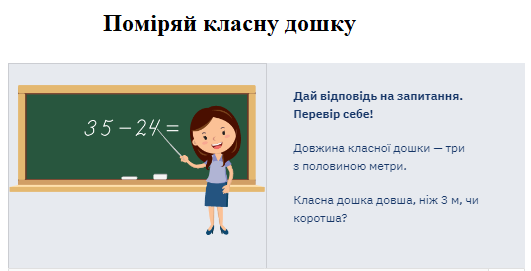 Поміряй класну дошку
35-24=
Дай відповідь на запитання.
Перевір себе!
Довжина класної дошки — три
з половиною метри.
Класна дошка довша, ніж 3 м, чи
коротша?